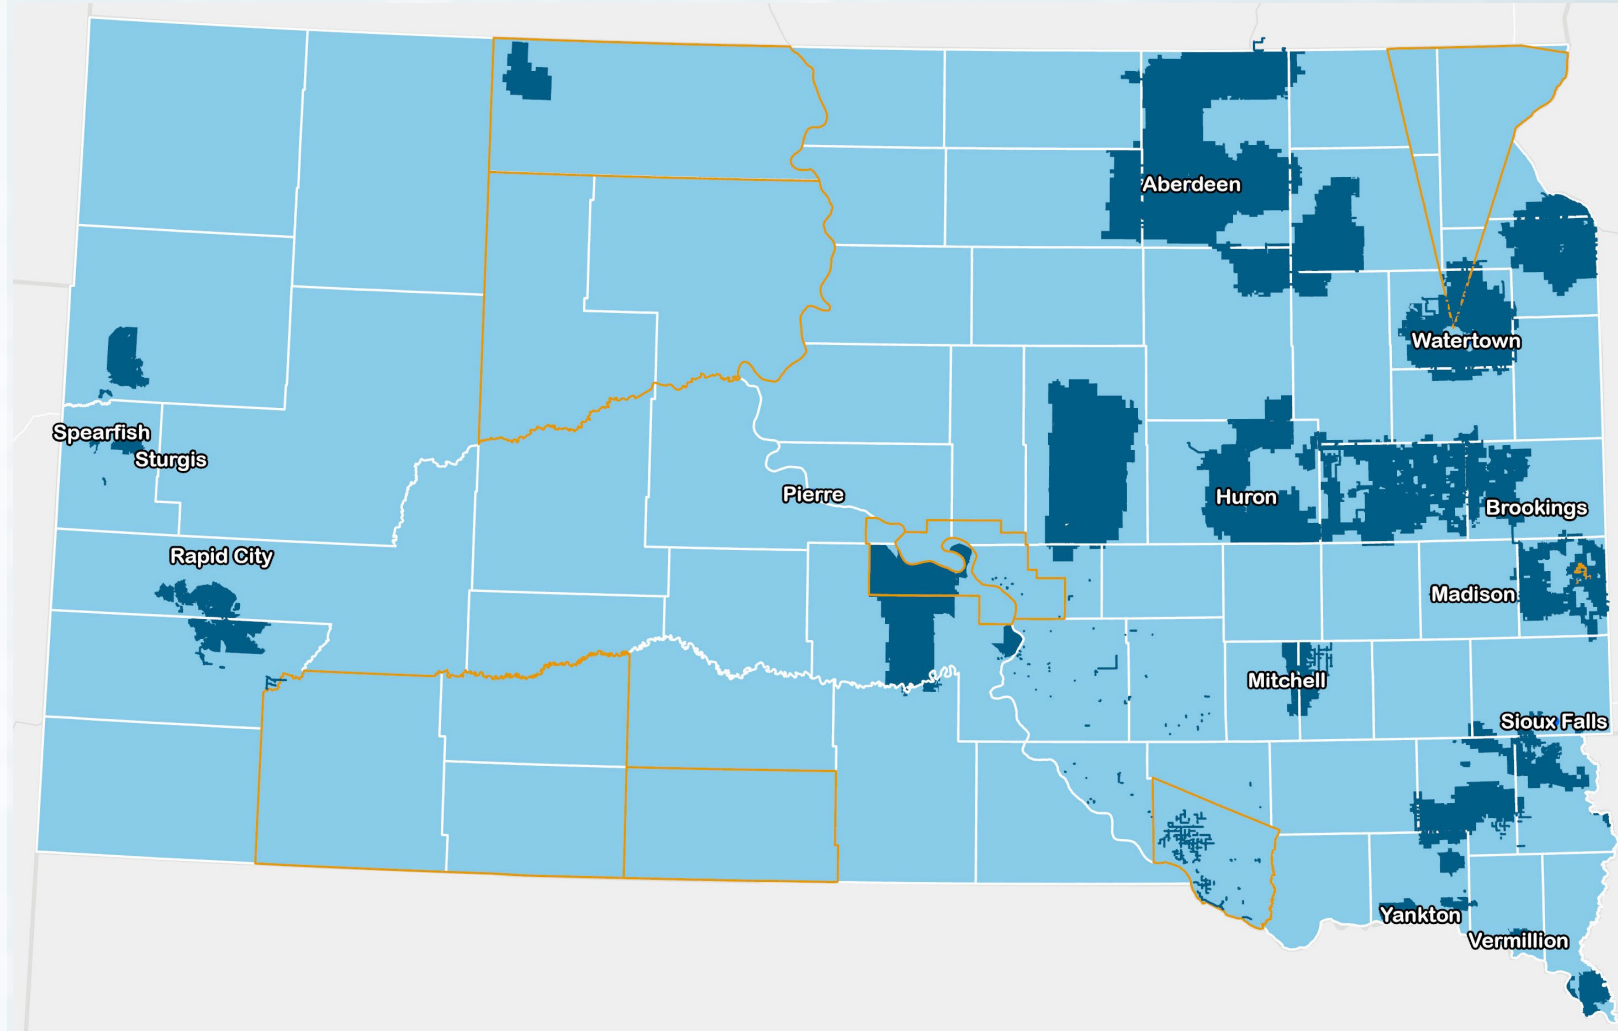 Aberdeen
Watertown
Spearfish
Sturgis
Pierre
Huron
Brookings
Rapid City
Madison
Mitchell
Sioux Falls
Yankton
Vermillion